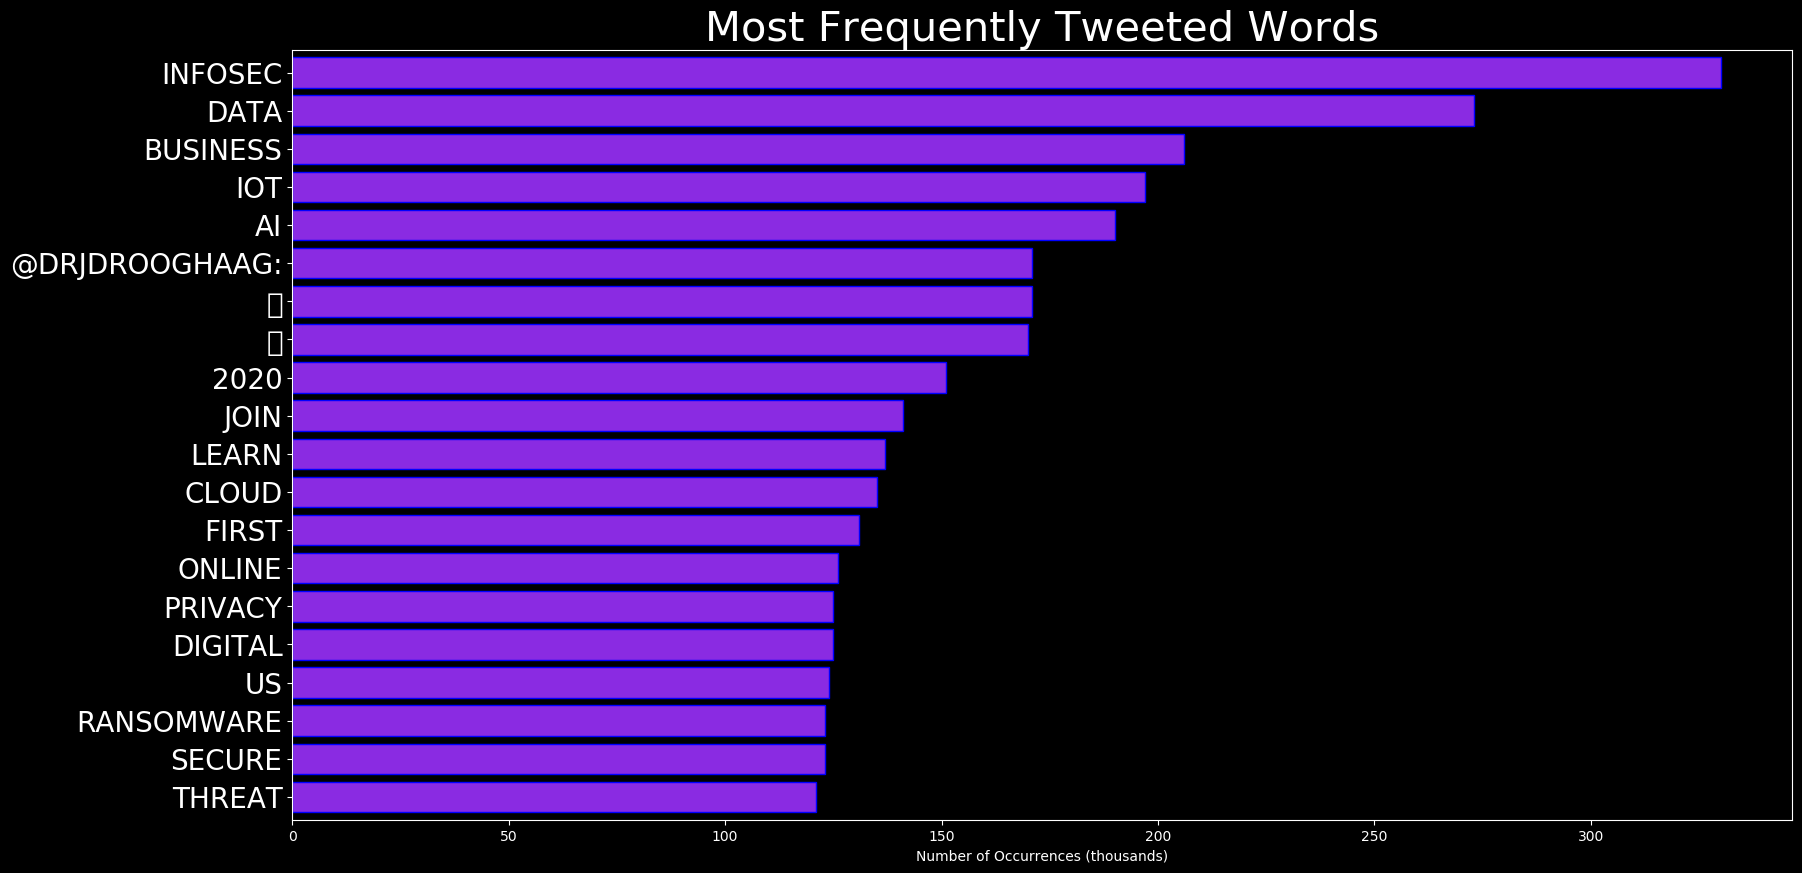 Most Frequently Tweeted Words
INFOSEC
DATA
BUSINESS
IOT
AI
@DRJDROOGHAAG:
2020
JOIN
LEARN
CLOUD
FIRST
ONLINE
PRIVACY
DIGITAL
US
RANSOMWARE
SECURE
THREAT
0 50 100 150 200 250 300
Number of Occurrences (thousands)